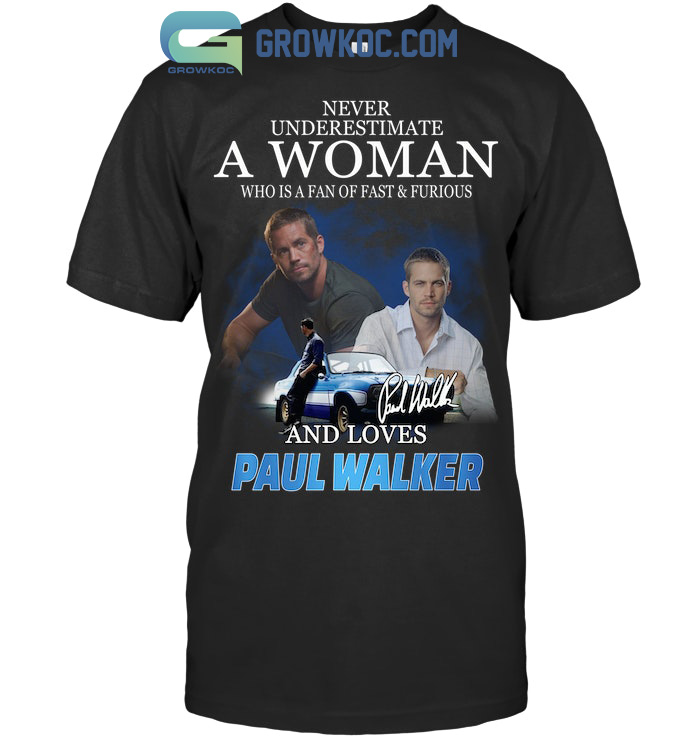 GROWKOC.COM
GROWKOC
NEVER
UNDERESTIMATE
A WOMAN
WHO IS A FAN OF FAST & FURIOUS
Paul Walker
AND LOVES
PAUL WALKER